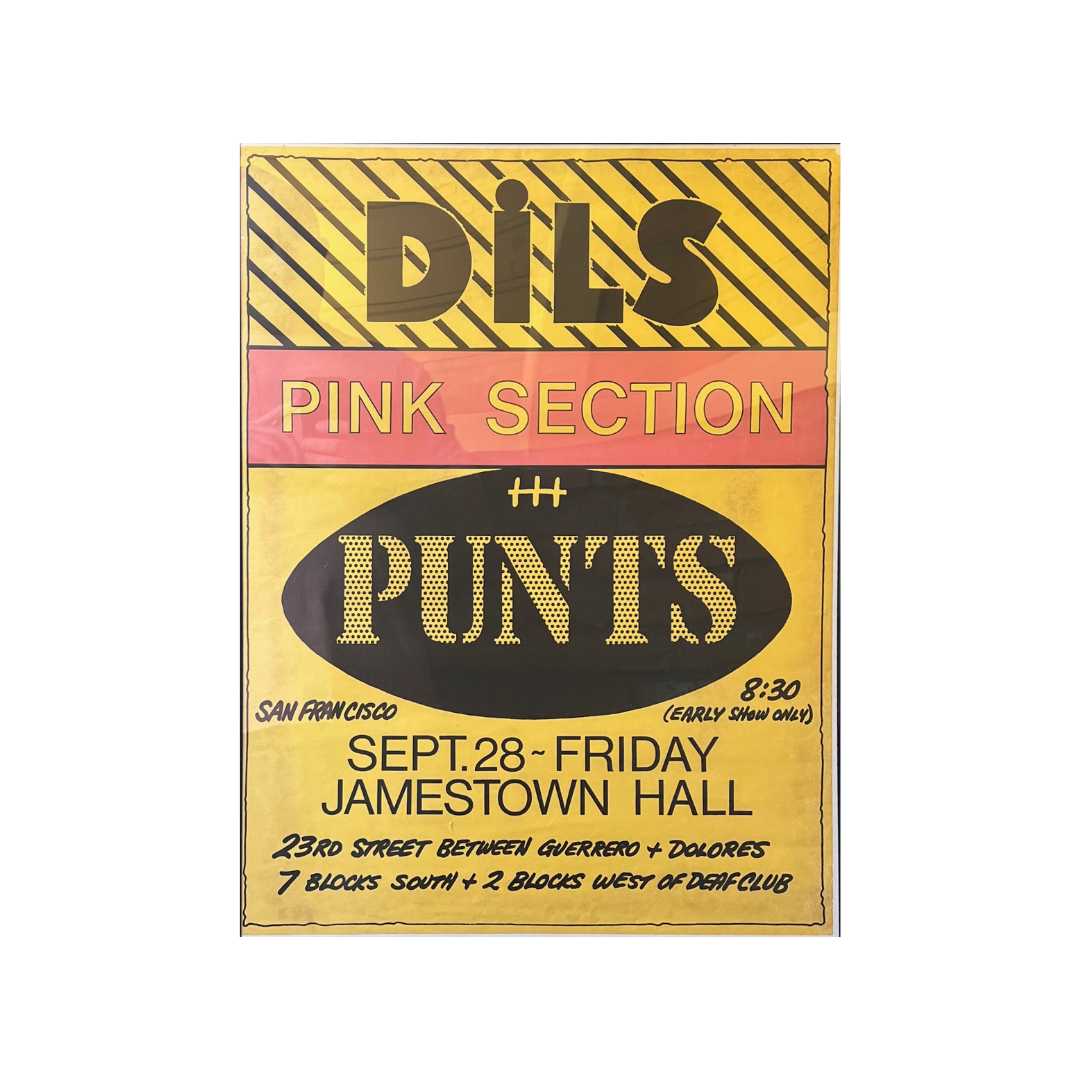 DiLS
PINK SECTION
PUNTS
8:30
SAN FRANCISCO (EARLY SHOW ONLY)
SEPT. 28 ~ FRIDAY
JAMESTOWN HALL
23RD STREET BETWEEN GUERRERO + DOLORES
7 BLOCKS SOUTH + 2 BLOCKS WEST OF DEAF CLUB